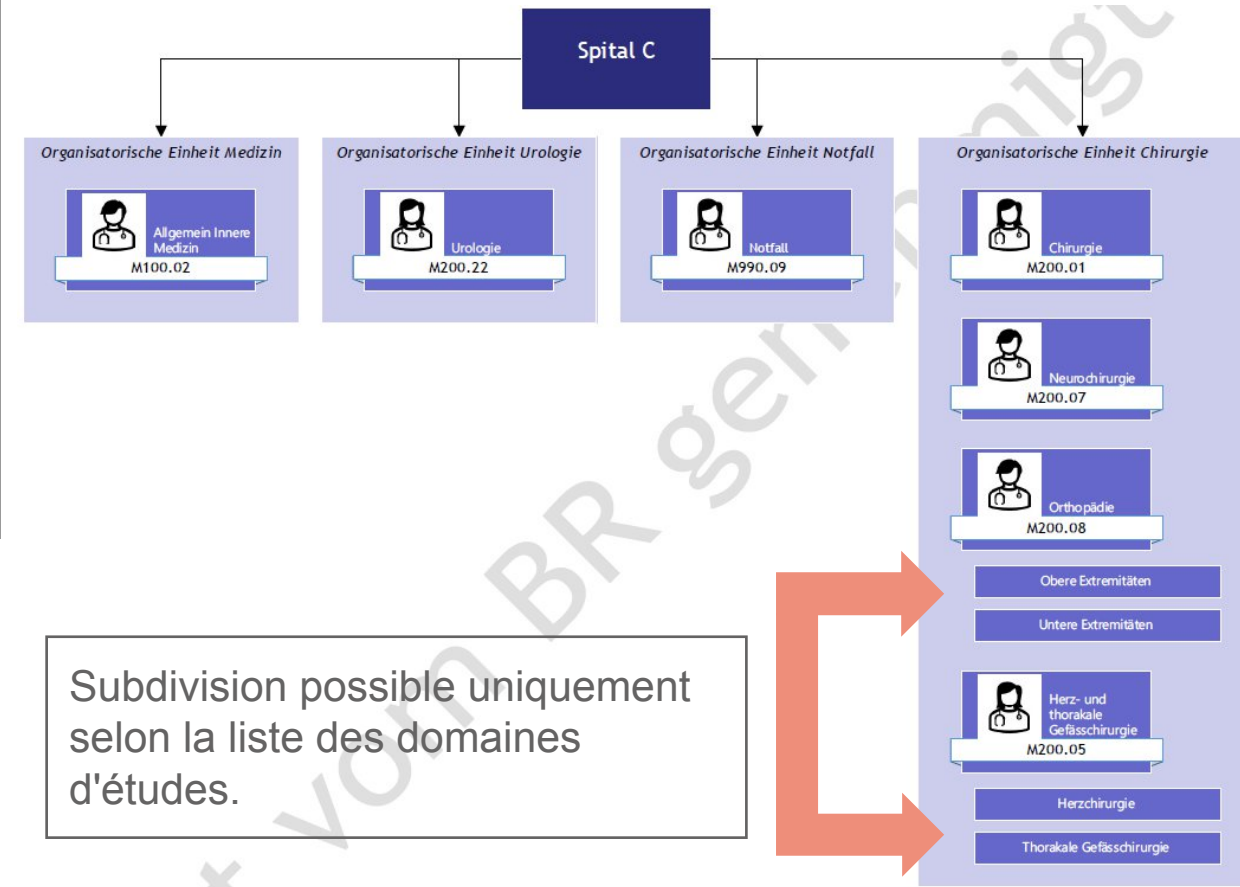 Spital C
Organisatorische Einheit Medizin
Allgemein Innere
Medizin
M100.02
Organisatorische Einheit Urologie
Urologie
M200.22
Organisatorische Einheit Notfall
Notfall
M990.09
Organisatorische Einheit Chirurgie
Chirurgie
M200.01
Neurochirurgie
M200.07
Orthopädie
M200.08
Obere Extremitäten
Untere Extremitäten
Herz- und
thorakale
Gefässchirurgie
M200.05
Herzchirurgie
Thorakale Gefässchirurgie
Subdivision possible uniquement
selon la liste des domaines
d'études.
vom BR